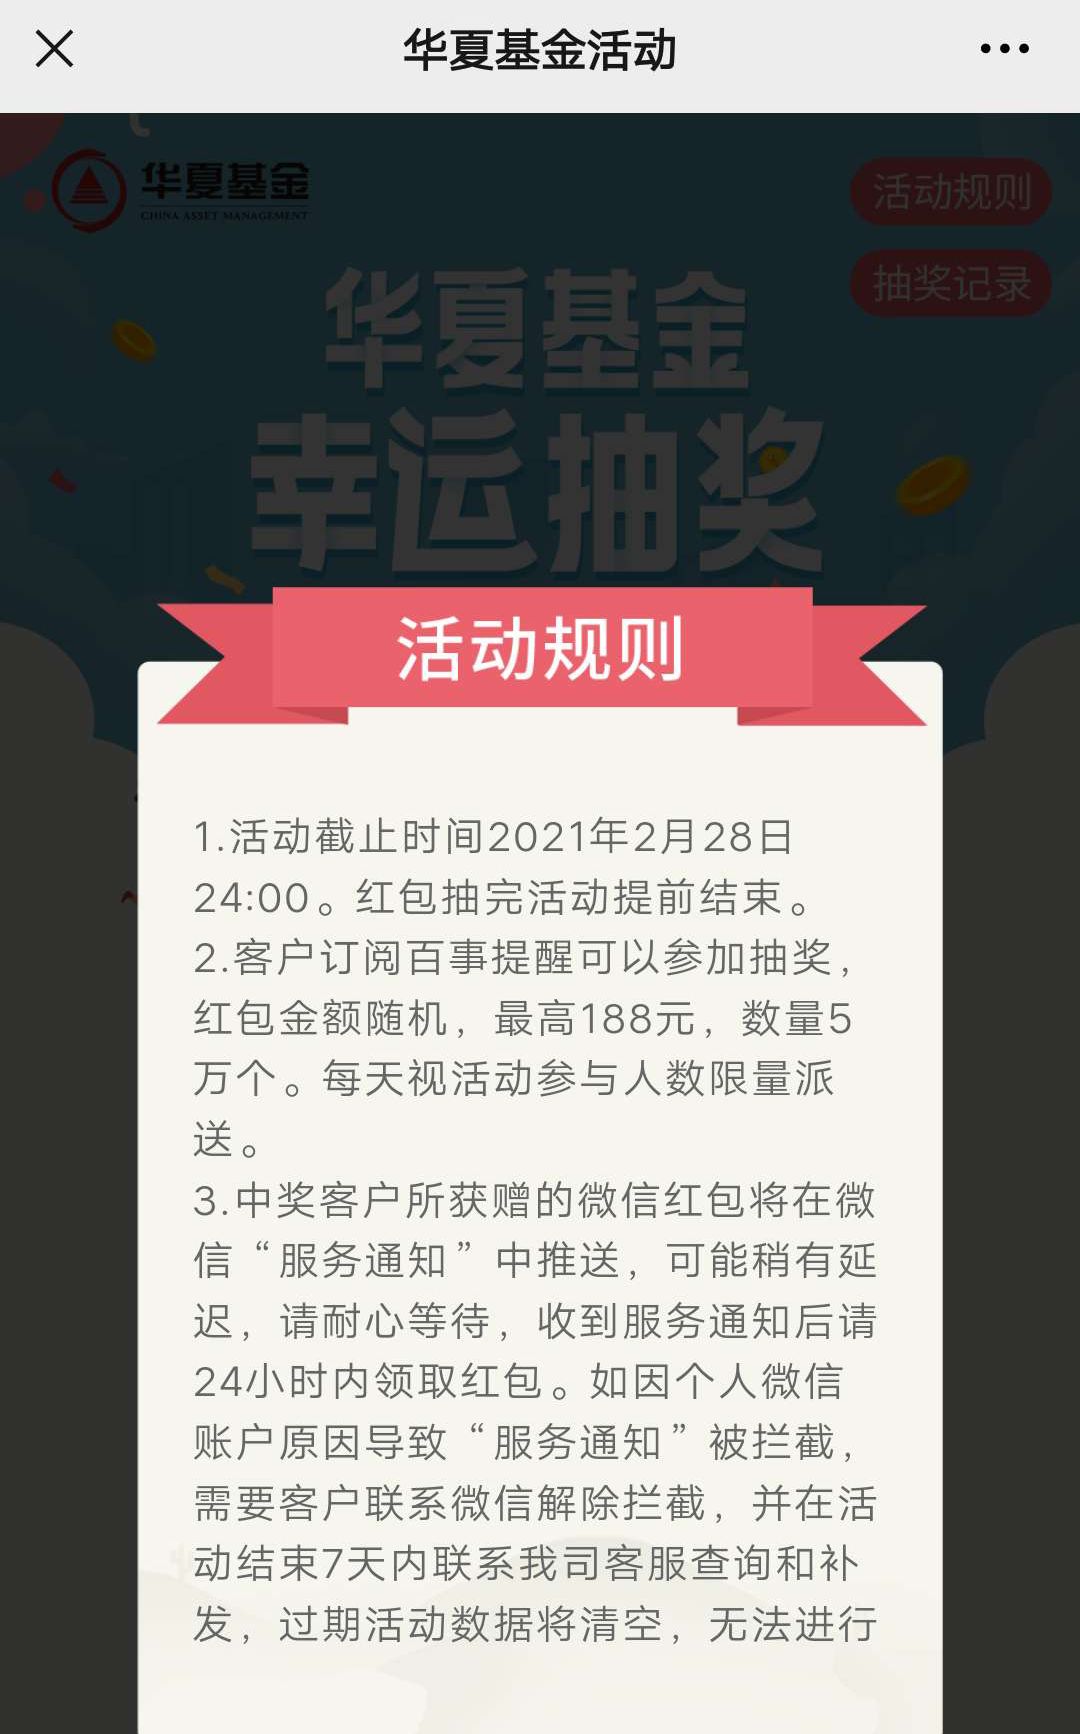 华夏基金活动
华夏基金
CHINA ASSET MANAGEMENT
活动规则
抽奖记录
华夏基金
幸运抽奖
活动规则
1.活动截止时间2021年2月28日
24:00。红包抽完活动提前结束。
2.客户订阅百事提醒可以参加抽奖，
红包金额随机，最高188元，数量5
万个。每天视活动参与人数限量派
送。
3.中奖客户所获赠的微信红包将在微
信“服务通知”中推送，可能稍有延
迟，请耐心等待，收到服务通知后请
24小时内领取红包。如因个人微信
账户原因导致“服务通知”被拦截，
需要客户联系微信解除拦截，并在活
动结束7天内联系我司客服查询和补
发，过期活动数据将清空，无法进行